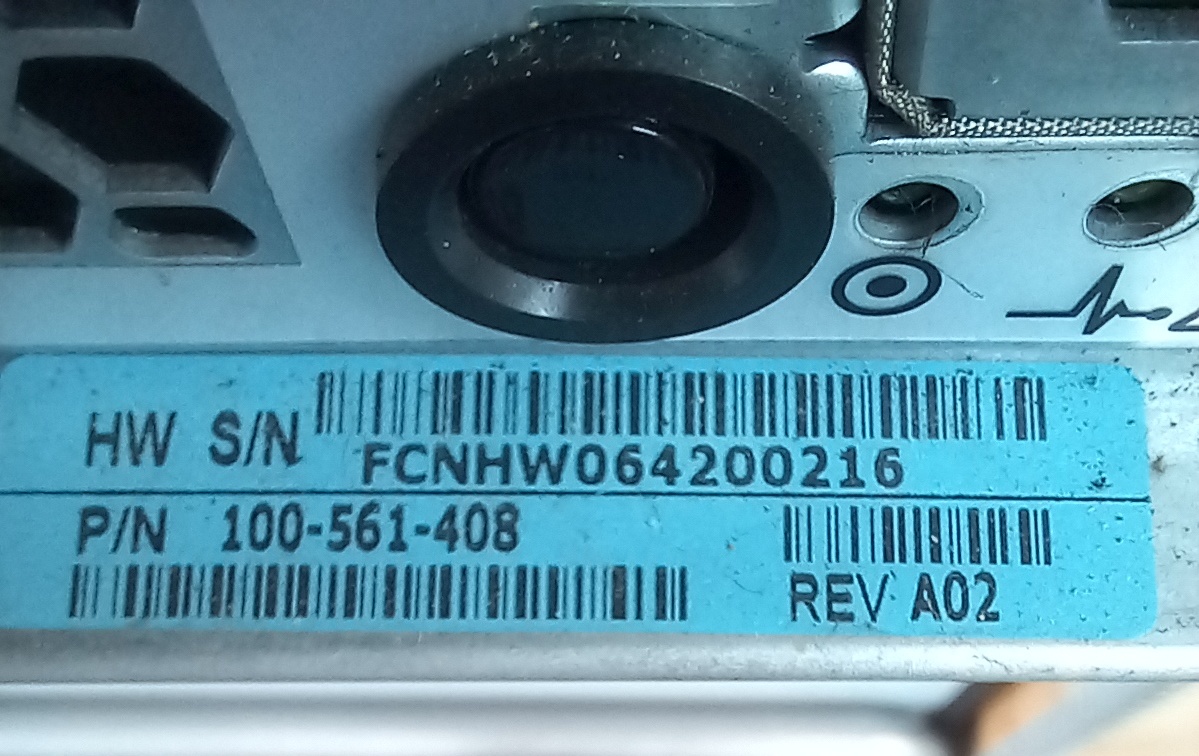 HW S/N
FCNHW064200216
P/N 100-561-408
REV A02